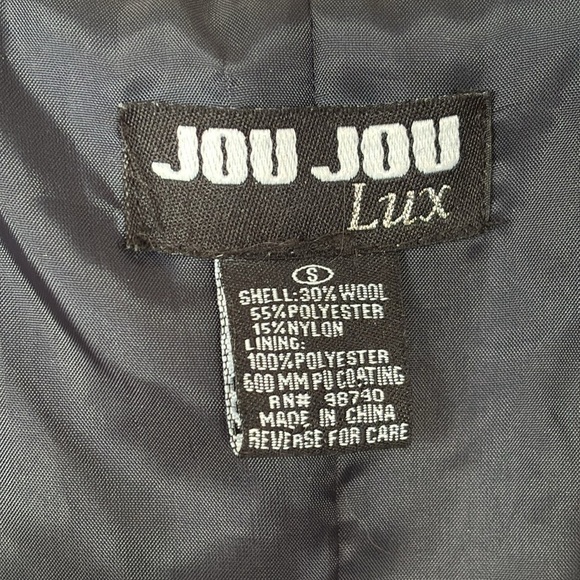 JOU JOU
Lux
S
SHELL:30% WOOL
55%POLYESTER
15%NYLON
LINING:
100%POLYESTER
600 MM PU COATING
RN# 98740
MADE IN CHINA
REVERSE FOR CARE